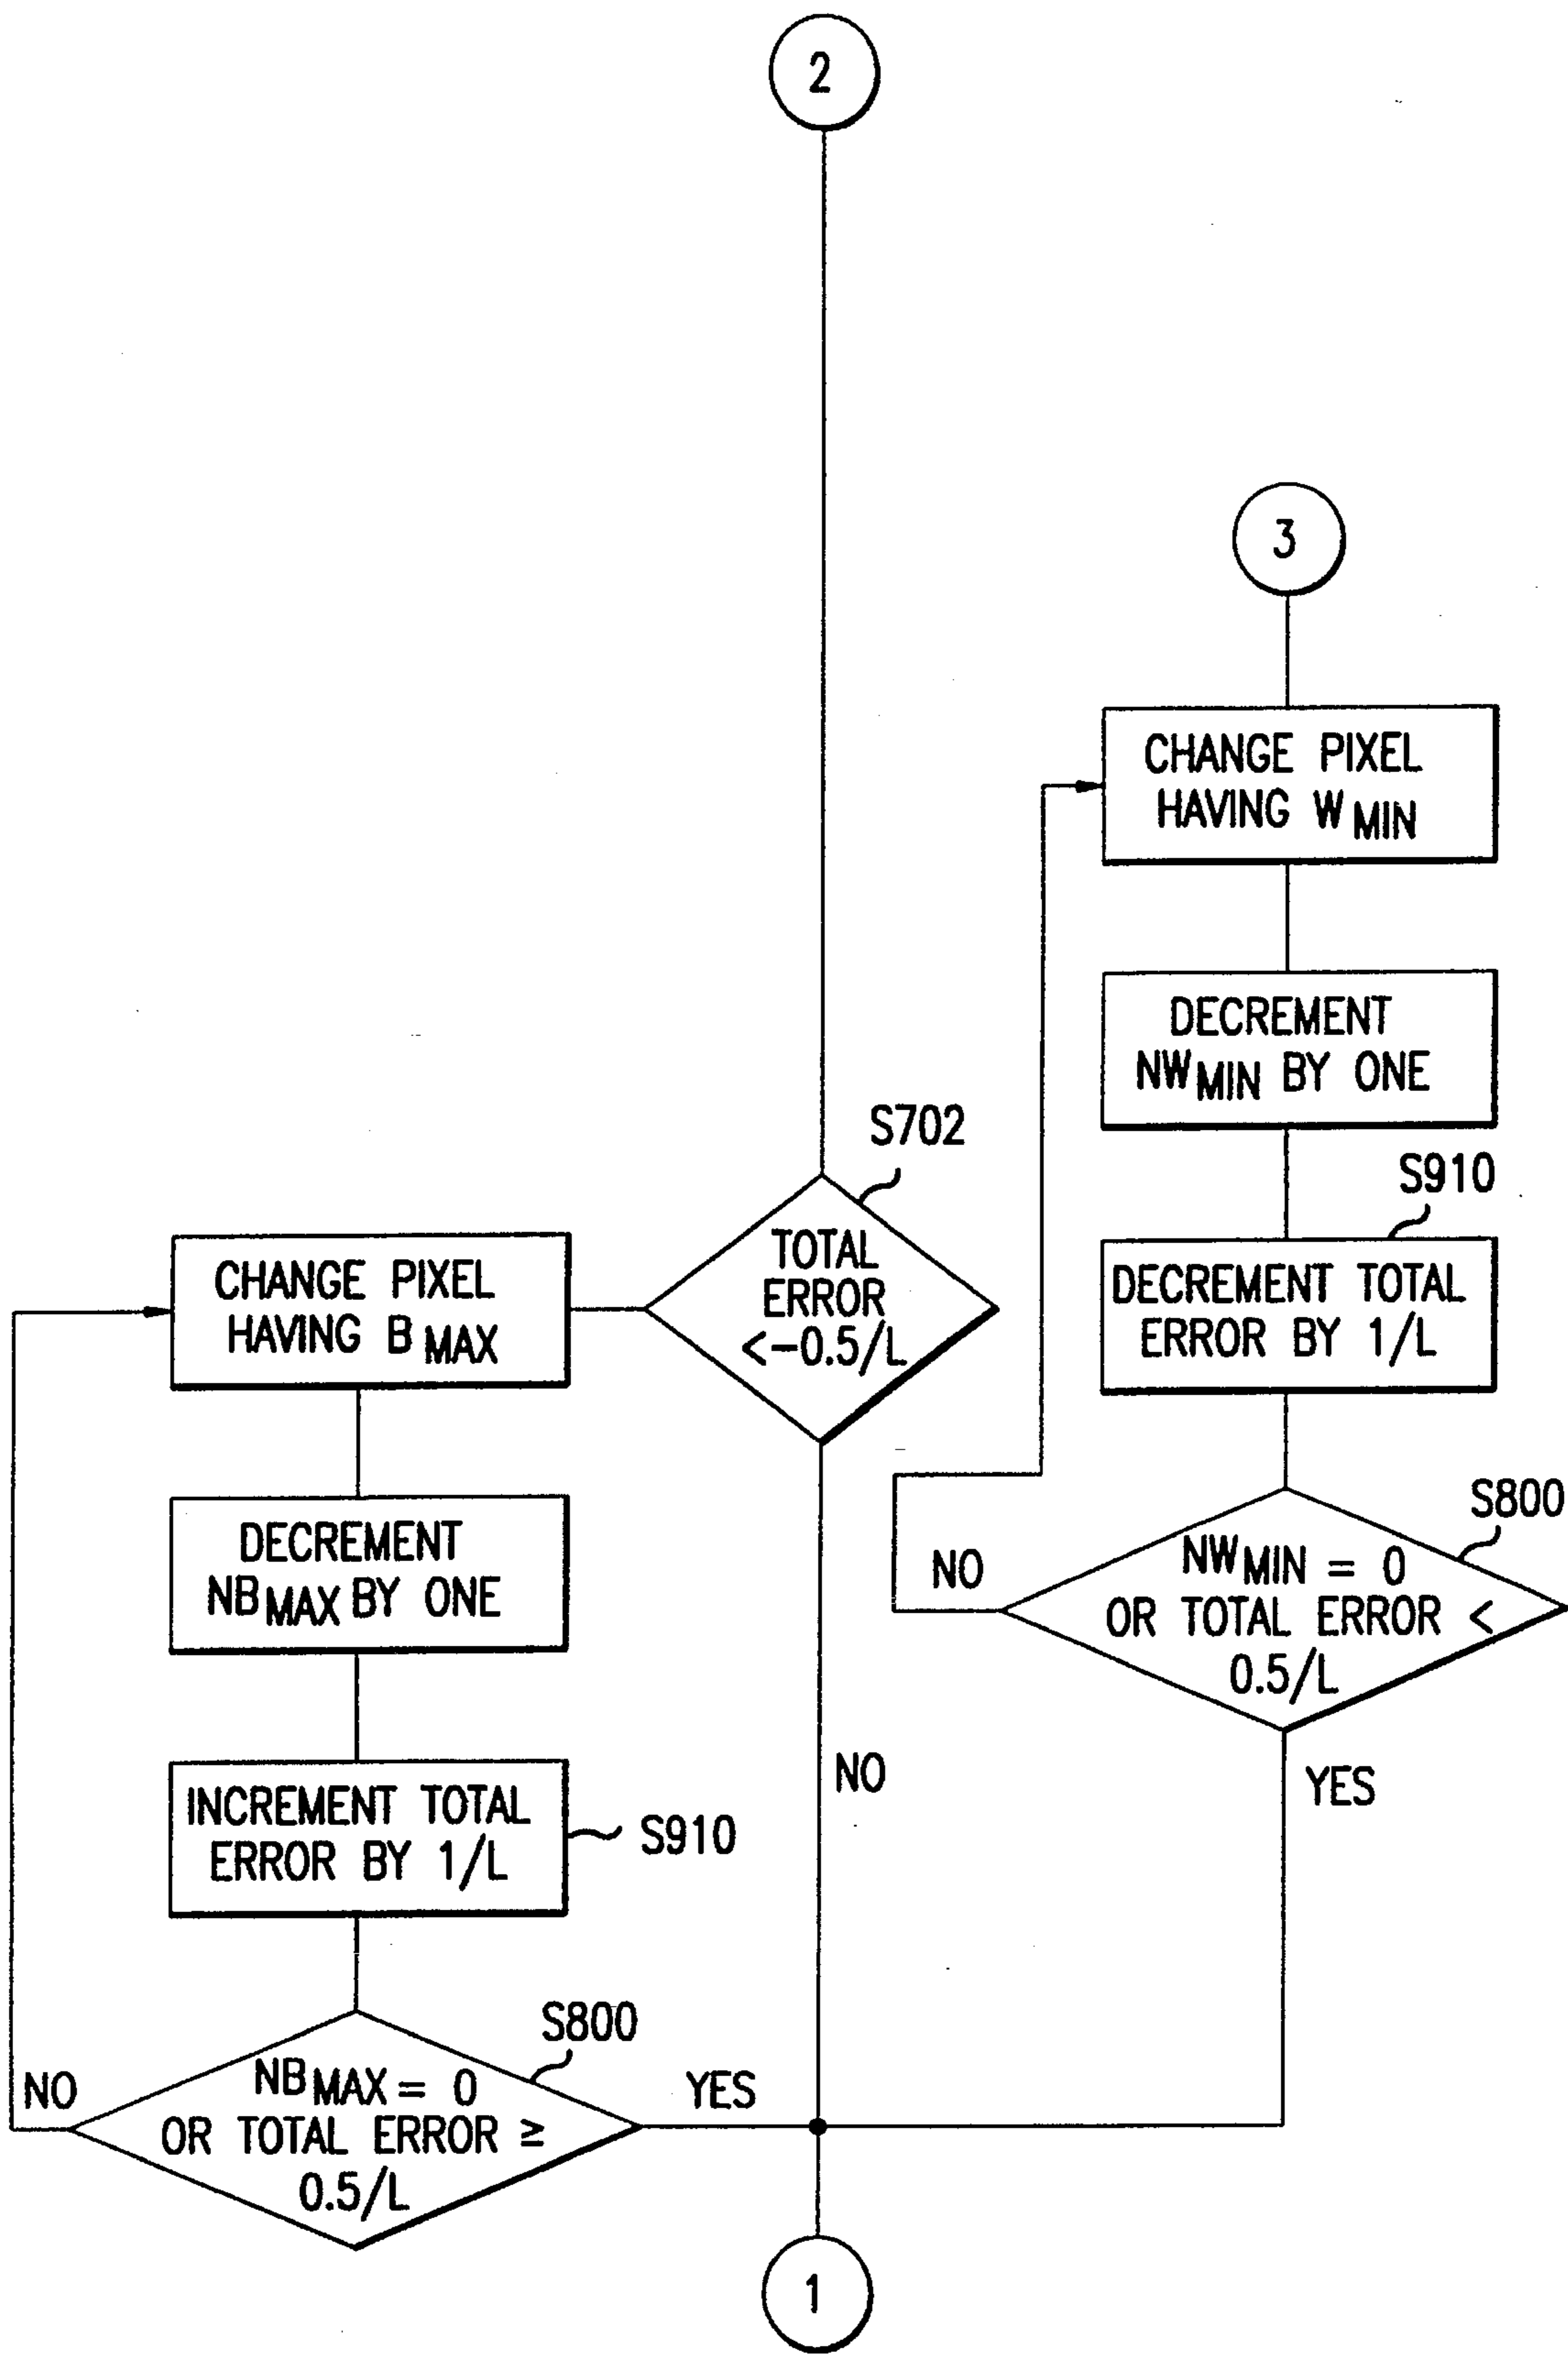 2
3
CHANGE PIXEL
HAVING W MIN
DECREMENT
NW MIN BY ONE
S702
S910
TOTAL
ERROR
<-0.5/L
DECREMENT TOTAL
ERROR BY 1/L
CHANGE PIXEL
HAVING B MAX
S800
NW MIN = 0
OR TOTAL ERROR <
0.5/L
NO
YES
DECREMENT
NB MAX BY ONE
NO
INCREMENT TOTAL
ERROR BY 1/L
S910
S800
NB MAX = 0
OR TOTAL ERROR ≥
0.5/L
NO
YES
1